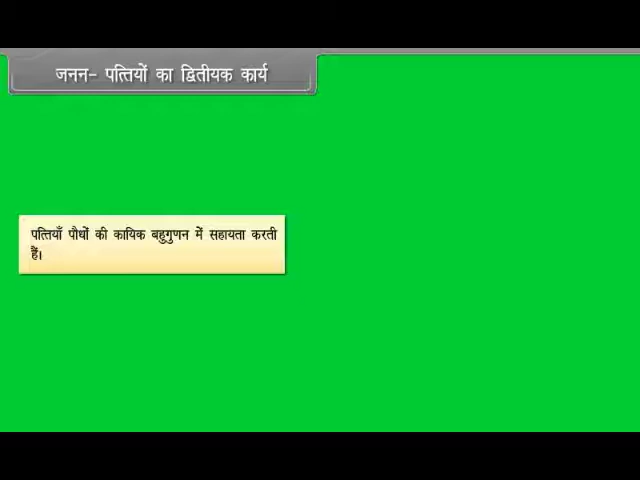 जनन- पत्तियों का द्वितीयक कार्य
पत्तियाँ पौधों की कायिक बहुगुणन में सहायता करती
हैं।